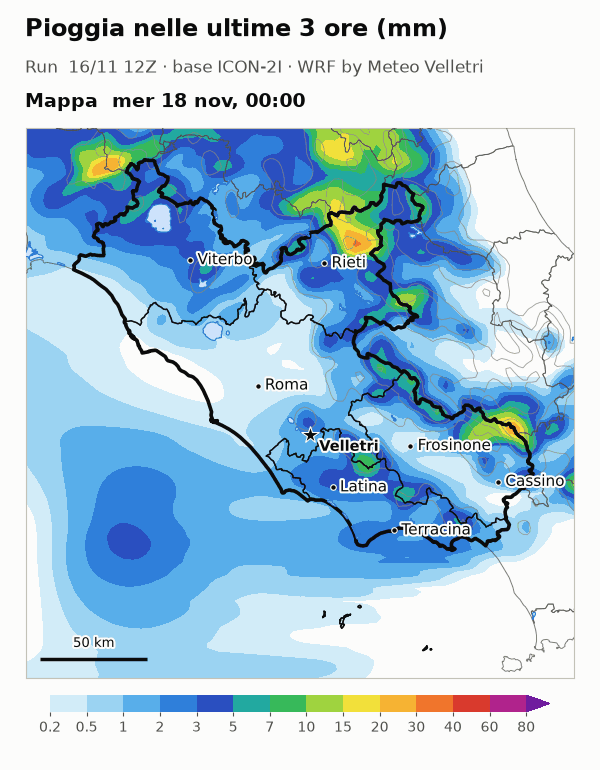 Pioggia nelle ultime 3 ore (mm)
Run  16/11 12Z · base ICON-2I · WRF by Meteo Velletri
Mappa  mer 18 nov, 00:00
Viterbo
Rieti
Roma
Velletri
Frosinone
Latina
Cassino
Terracina
50 km
0.2 0.5 1 2 3 5 7 10 15 20 30 40 60 80